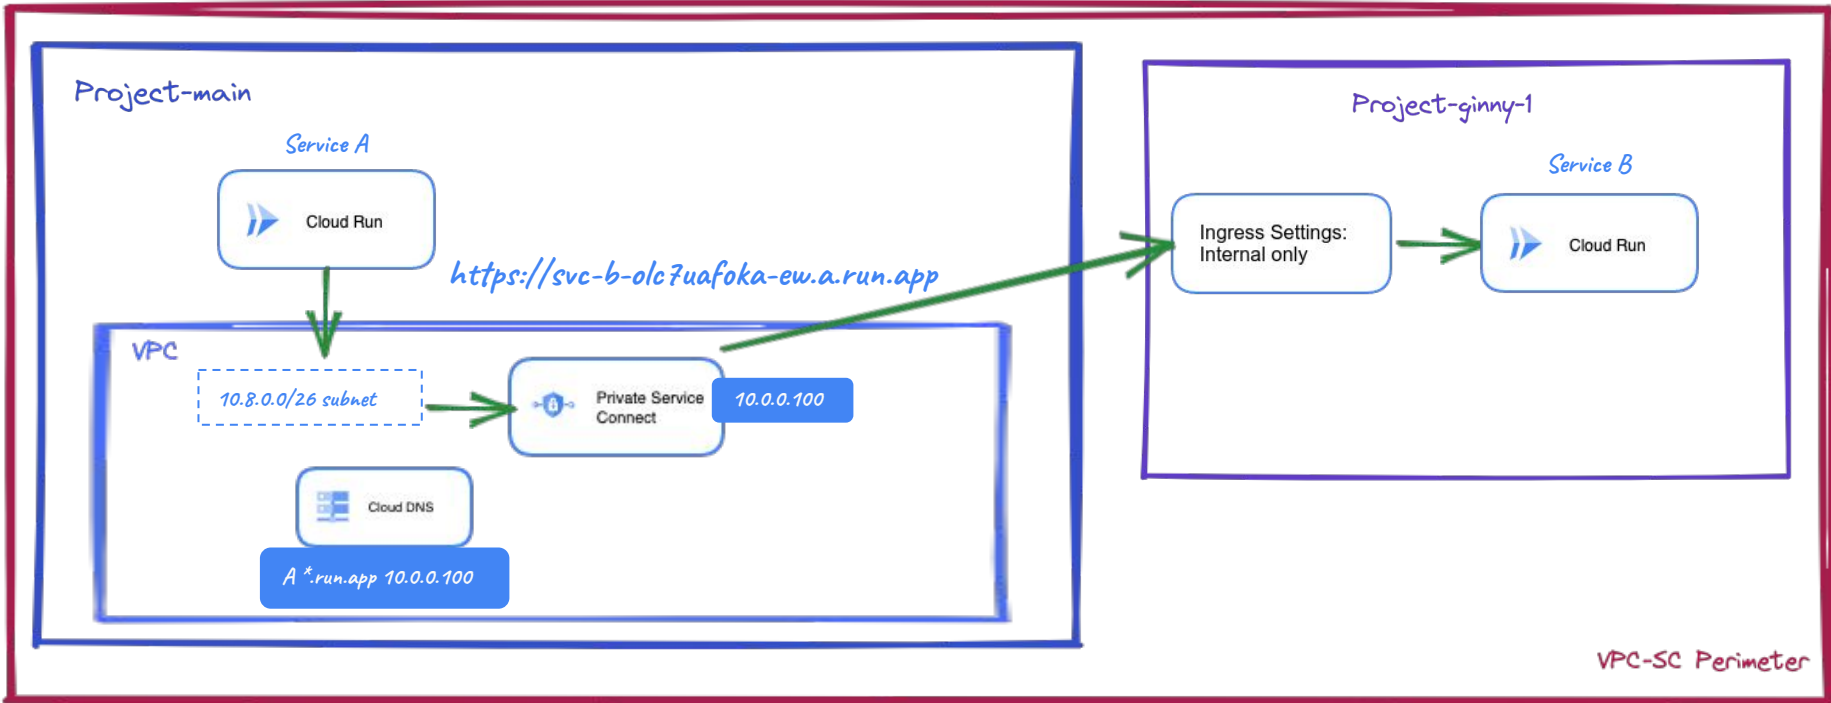 Project-main
Service A
Cloud Run
https://svc-b-olc7uafoka-ew.a.run.app
VPC
10.8.0.0/26 subnet
Private Service
Connect
10.0.0.100
Cloud DNS
A *.run.app 10.0.0.100
Project-ginny-1
Service B
Ingress Settings:
Internal only
Cloud Run
VPC-SC Perimeter